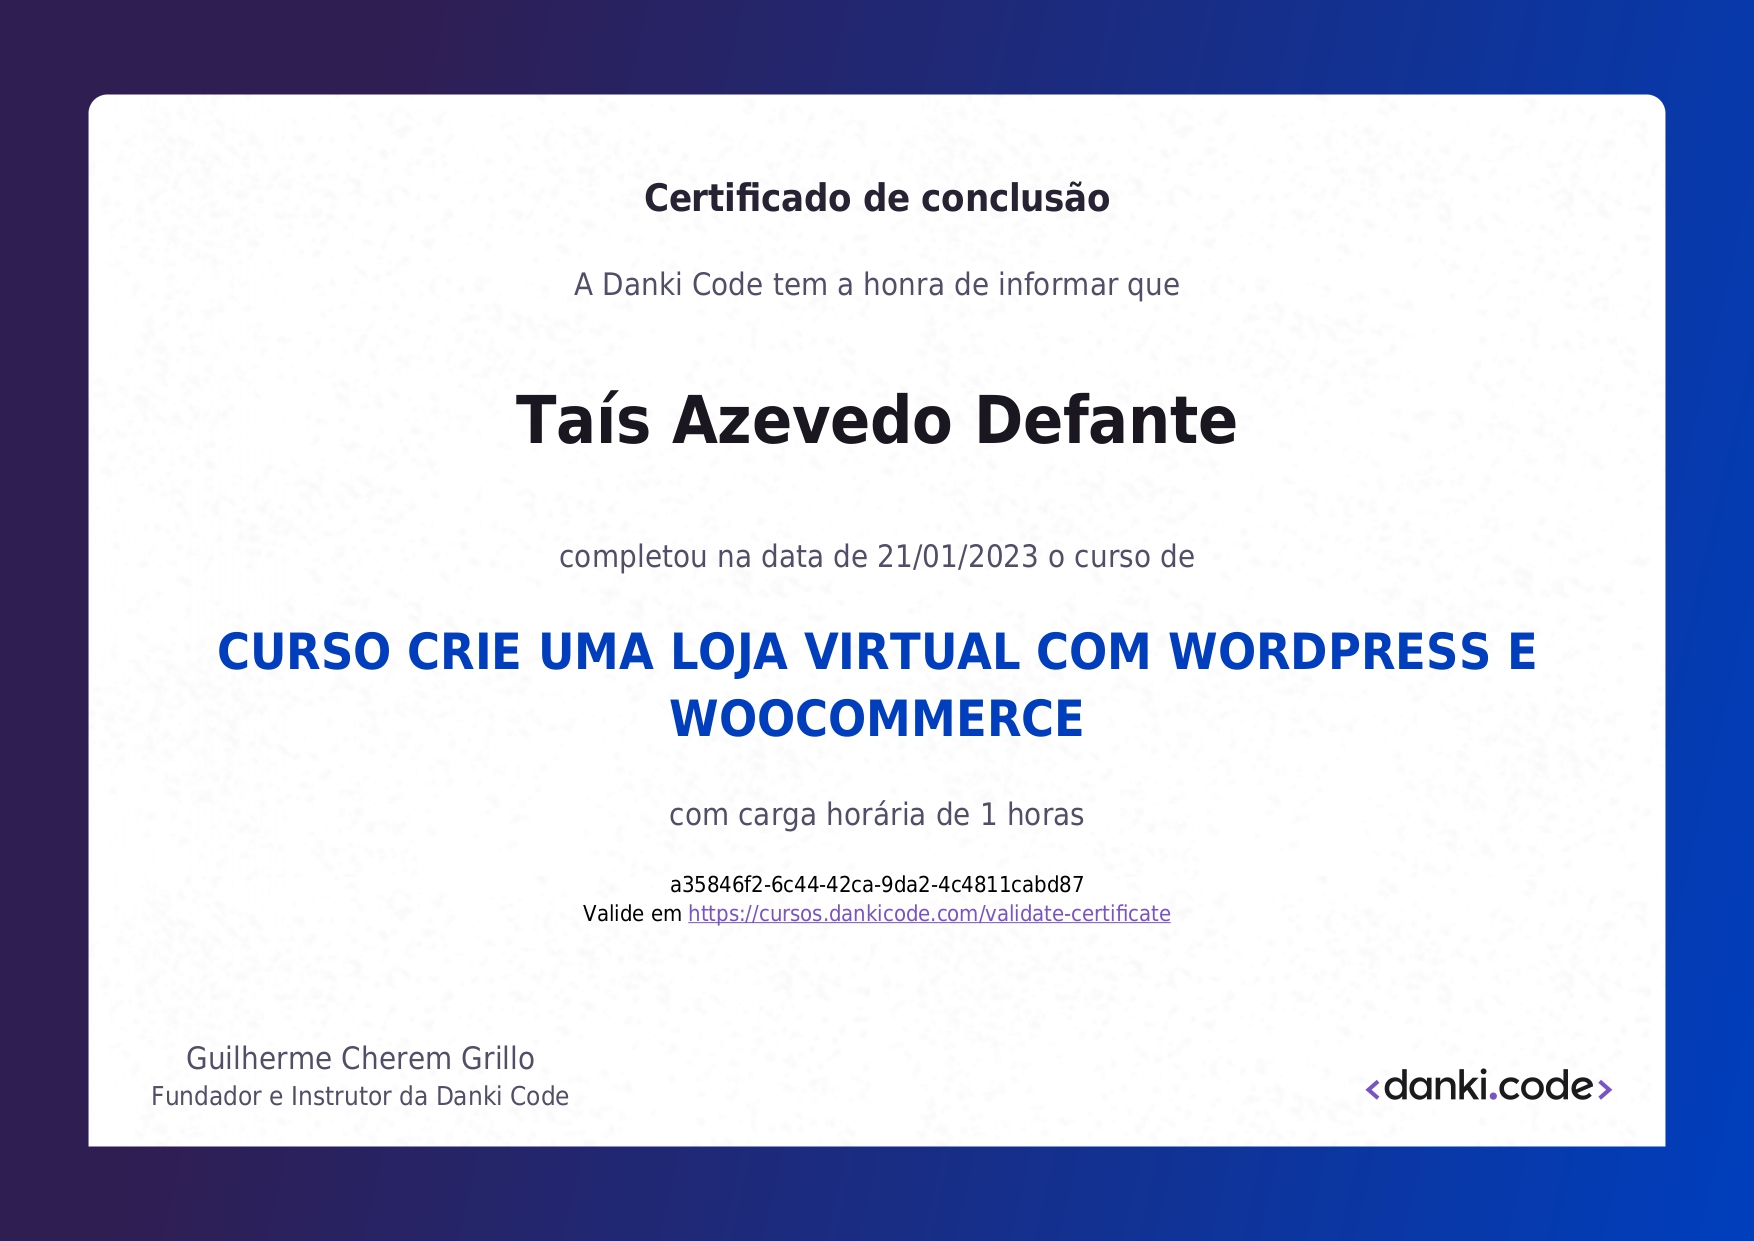 Certificado de conclusão
A Danki Code tem a honra de informar que
Taís Azevedo Defante
completou na data de 21/01/2023 o curso de
CURSO CRIE UMA LOJA VIRTUAL COM WORDPRESS E
WOOCOMMERCE
com carga horária de 1 horas
a35846f2-6c44-42ca-9da2-4c4811cabd87
Valide em https://cursos.dankicode.com/validate-certificate
Guilherme Cherem Grillo
Fundador e Instrutor da Danki Code
<danki.code>